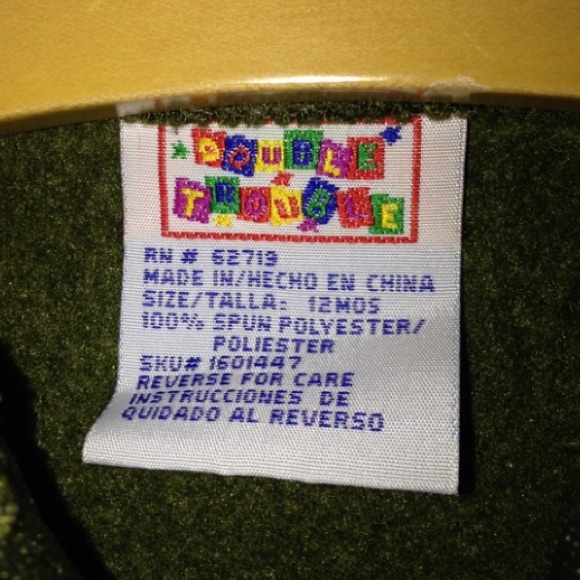 DOUBLE
TROUBLE
RN # 62719
MADE IN/HECHO EN CHINA
SIZE/TALLA: 12MOS
100% SPUN POLYESTER/
POLIESTER
SKU# 1601447
REVERSE FOR CARE
INSTRUCCIONES DE
QUIDADO AL REVERSO